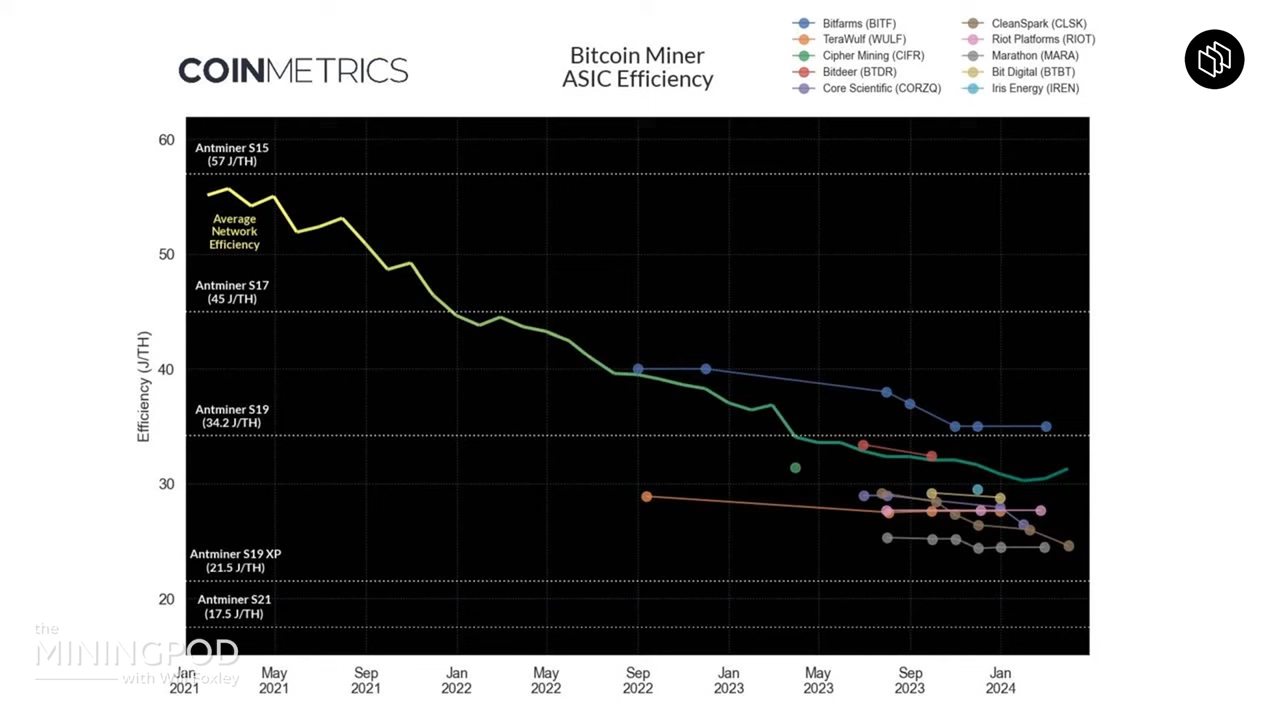 COINMETRICS
Bitcoin Miner
ASIC Efficiency
Bitfarms (BITF)
TeraWulf (WULF)
Cipher Mining (CIFR)
Bitdeer (BTDR)
Core Scientific (CORZQ)
CleanSpark (CLSK)
Riot Platforms (RIOT)
Marathon (MARA)
Bit Digital (BTBT)
Iris Energy (IREN)
Efficiency (J/TH)
60
50
40
30
20
Antminer S15
(57 J/TH)
Average
Network
Efficiency
Antminer S17
(45 J/TH)
Antminer S19
(34.2 J/TH)
Antminer S19 XP
(21.5 J/TH)
Antminer S21
(17.5 J/TH)
the
MININGPOD
with Will Foxley
Jan
2021
May
2021
Sep
2021
Jan
2022
May
2022
Sep
2022
Jan
2023
May
2023
Sep
2023
Jan
2024